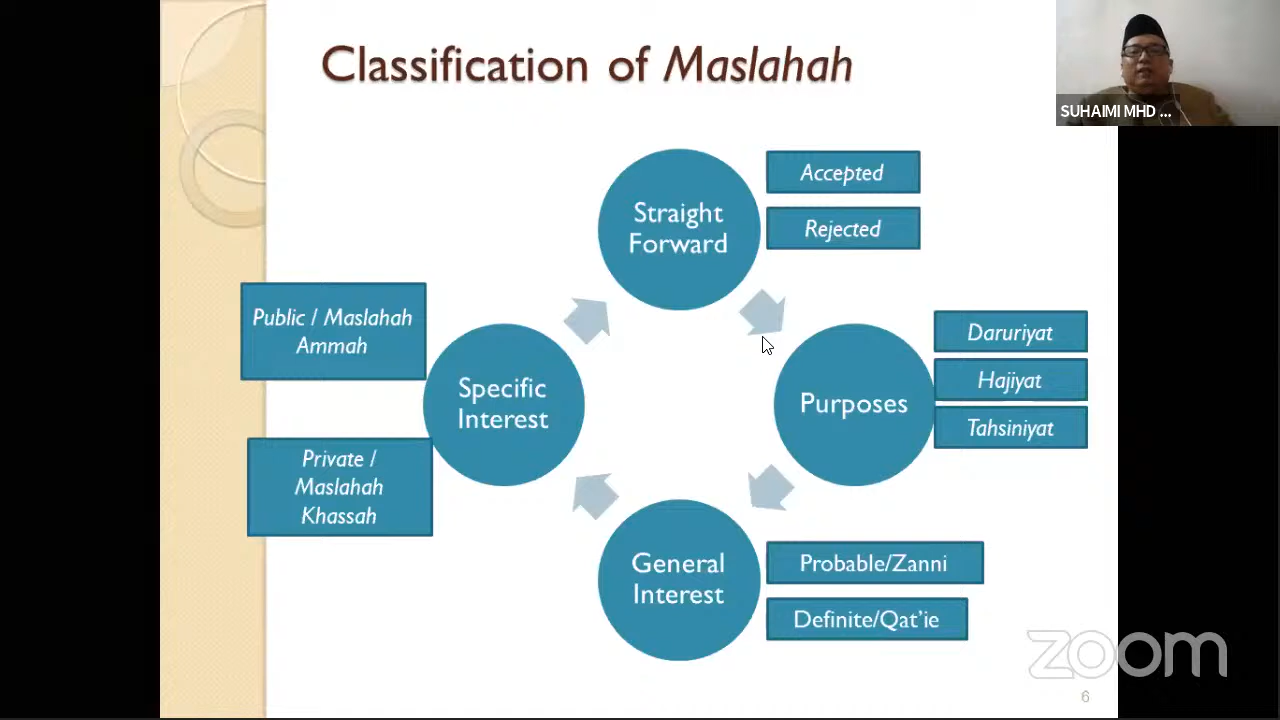 Classification of Maslahah
SUHAIMI MHD ...
Straight
Forward
Accepted
Rejected
Purposes
Daruriyat
Hajiyat
Tahsiniyat
General
Interest
Probable/Zanni
Definite/Qat'ie
Specific
Interest
Public / Maslahah
Ammah
Private /
Maslahah
Khassah
zoom
6